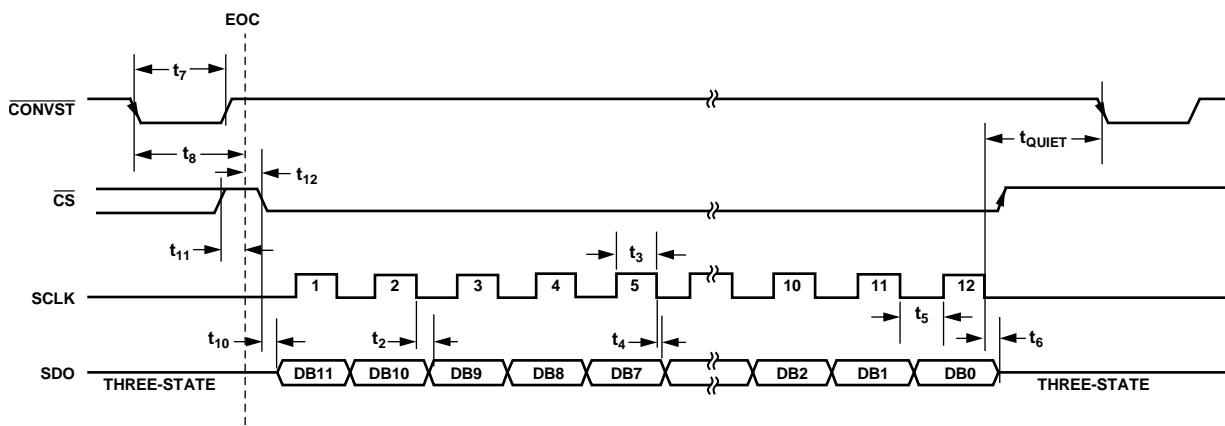 EOC
t7
CONVST
t8
tQUIET
t12
CS
t11
t3
SCLK
1 2 3 4 5 10 11 12
t10
t2
t4
t5
t6
SDO
THREE-STATE
DB11 DB10 DB9 DB8 DB7 DB2 DB1 DB0
THREE-STATE